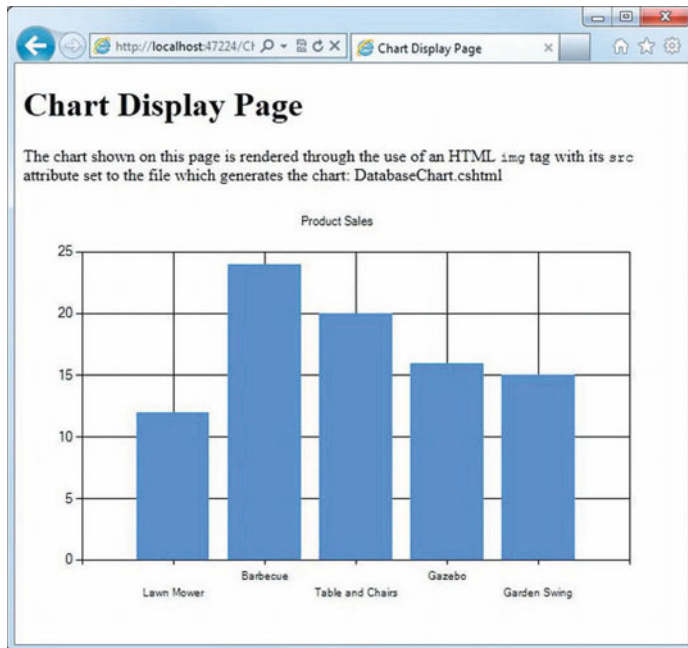 http://localhost:47224/Cl
Chart Display Page
Chart Display Page
The chart shown on this page is rendered through the use of an HTML img tag with its src
attribute set to the file which generates the chart: DatabaseChart.cshtml
Product Sales
25
20
15
10
5
0
Barbecue
Gazebo
Lawn Mower
Table and Chairs
Garden Swing